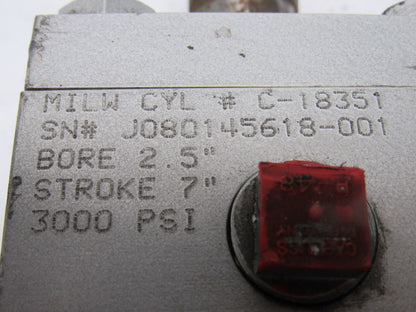 MILW CYL # C-18351
SN# J080145618-001
BORE 2.5"
STROKE 7"
3000 PSI